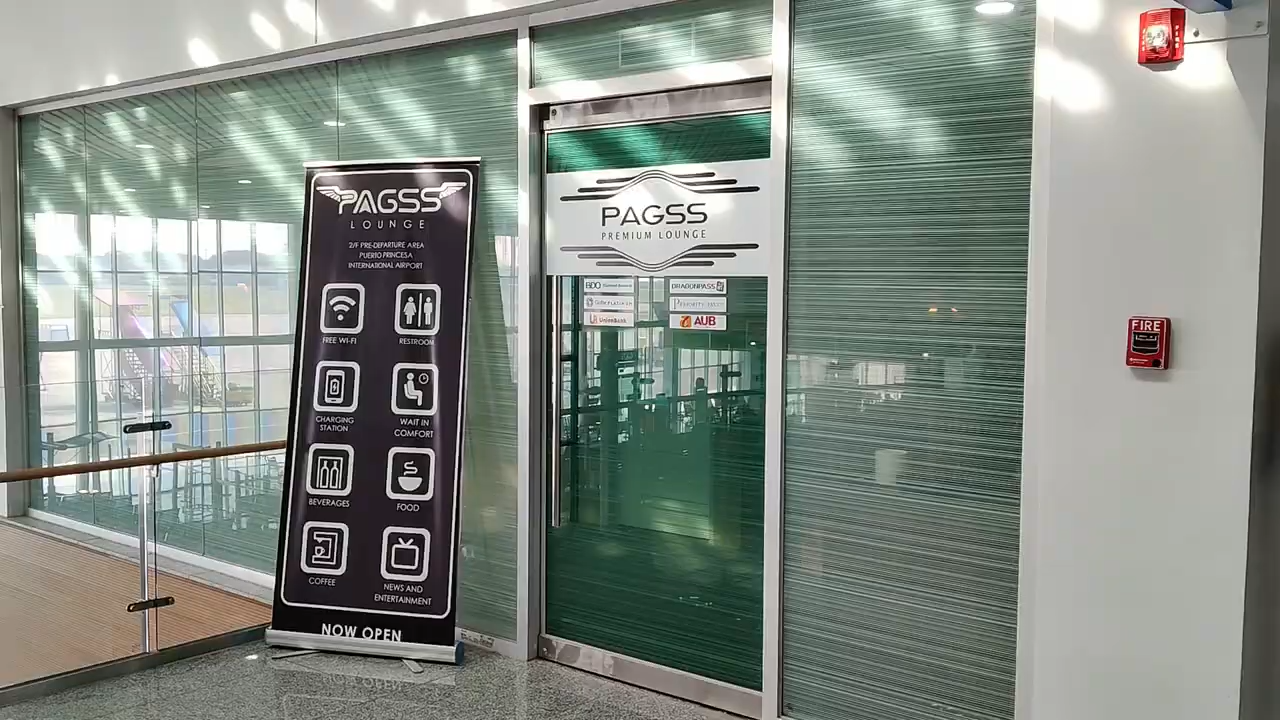 PAGSS
LOUNGE
2/F PRE-DEPARTURE AREA
PUERTO PRINCESA
INTERNATIONAL AIRPORT
FREE WI-FI
RESTROOM
CHARGING
STATION
WAIT IN
COMFORT
BEVERAGES
FOOD
COFFEE
NEWS AND
ENTERTAINMENT
NOW OPEN
PAGSS
PREMIUM LOUNGE
BDO
DRAGONPASS
PRIORITY PASS
UnionBank
AUB
FIRE
FIRE